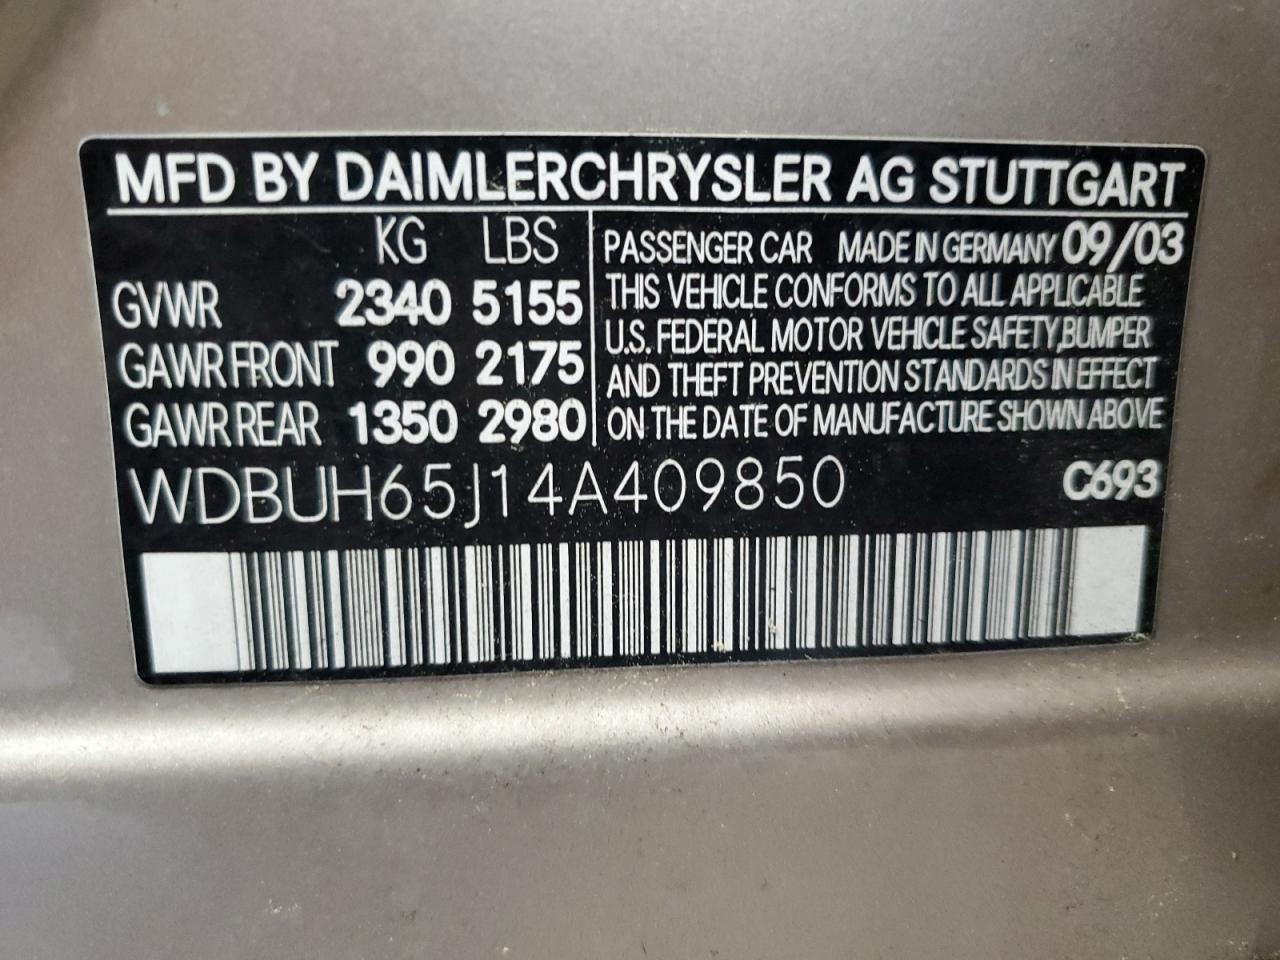 MFD BY DAIMLERCHRYSLER AG STUTTGART
KG LBS
GVWR 2340 5155
GAWR FRONT 990 2175
GAWR REAR 1350 2980
PASSENGER CAR MADE IN GERMANY 09/03
THIS VEHICLE CONFORMS TO ALL APPLICABLE
U.S. FEDERAL MOTOR VEHICLE SAFETY,BUMPER
AND THEFT PREVENTION STANDARDS IN EFFECT
ON THE DATE OF MANUFACTURE SHOWN ABOVE
WDBUH65J14A409850 C693